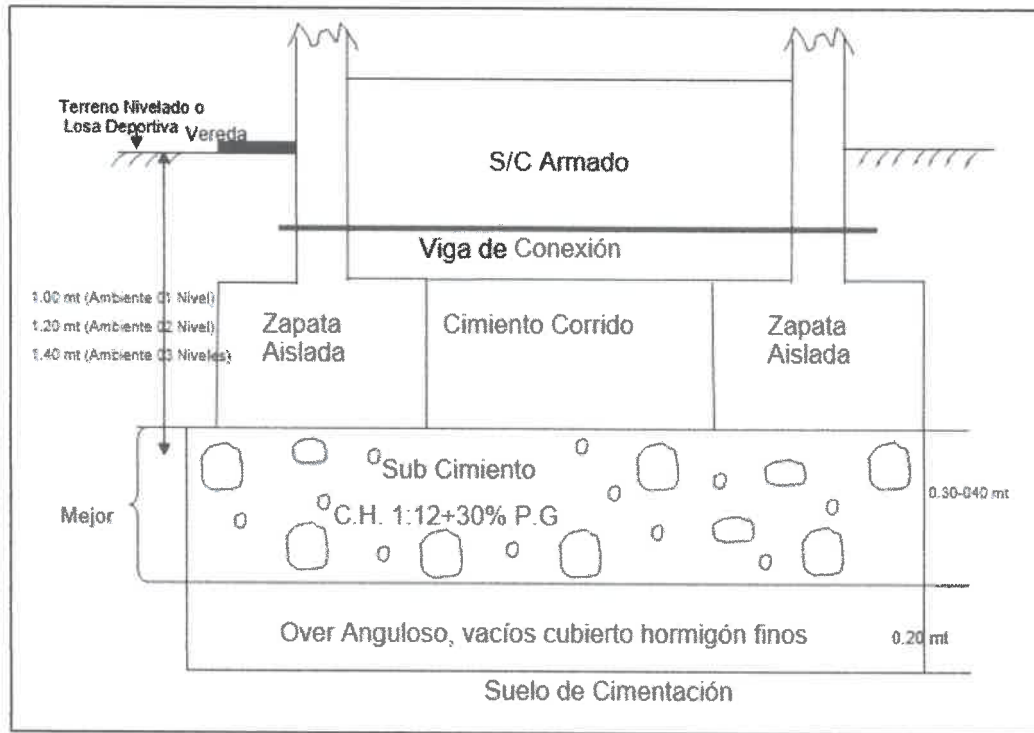 Terreno Nivelado o
Losa Deportiva
Vereda
S/C Armado
Viga de Conexión
1.00 mt (Ambiente 01 Nivel)
1.20 mt (Ambiente 02 Nivel)
1.40 mt (Ambiente 03 Niveles)
Zapata
Aislada
Cimiento Corrido
Zapata
Aislada
Mejor
Sub Cimiento
C.H. 1:12+30% P.G
0.30-040 mt
Over Anguloso, vacíos cubierto hormigón finos
0.20 mt
Suelo de Cimentación